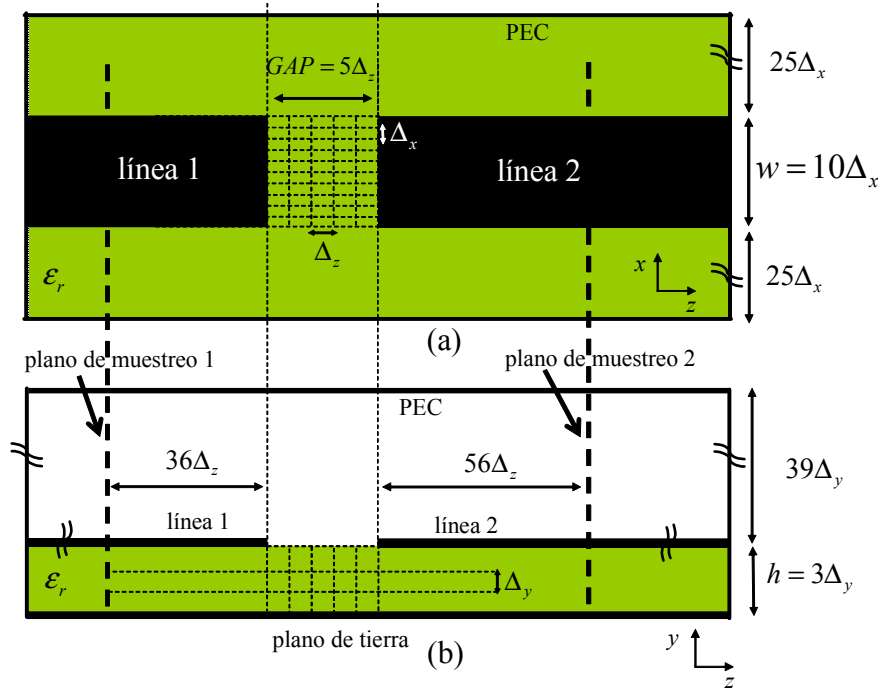 PEC
25Δx
GAP = 5Δz
Δx
línea 1
línea 2
w = 10Δx
Δz
εr
x
z
25Δx
(a)
plano de muestreo 1
plano de muestreo 2
PEC
36Δz
56Δz
39Δy
línea 1
línea 2
εr
Δy
h = 3Δy
plano de tierra
(b)
y
z